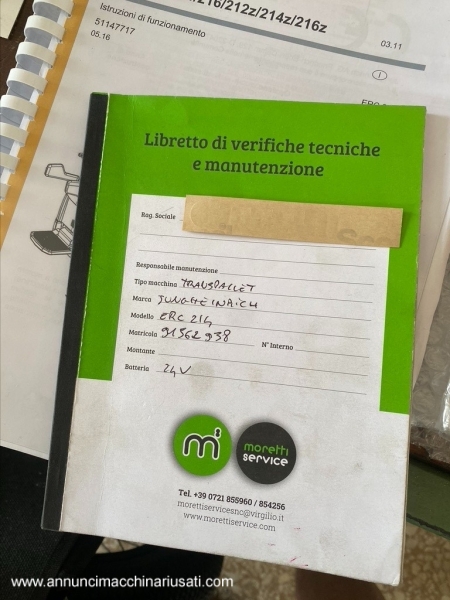 /216/212z/214z/216z
Istruzioni di funzionamento
51147717
05.16
03.11
Libretto di verifiche tecniche
e manutenzione
Rag. Sociale
Responsabile manutenzione
Tipo macchina TRANSPALLET
Marca JUNGHEINRICH
Modello ERC 214
Matricola 91562938
N° Interno
Montante
Batteria 24V
m
moretti
service
Tel. +39 0721 855960 / 854256
morettiservicesnc@virgilio.it
www.morettiservice.com
www.annuncimacchinariusati.com